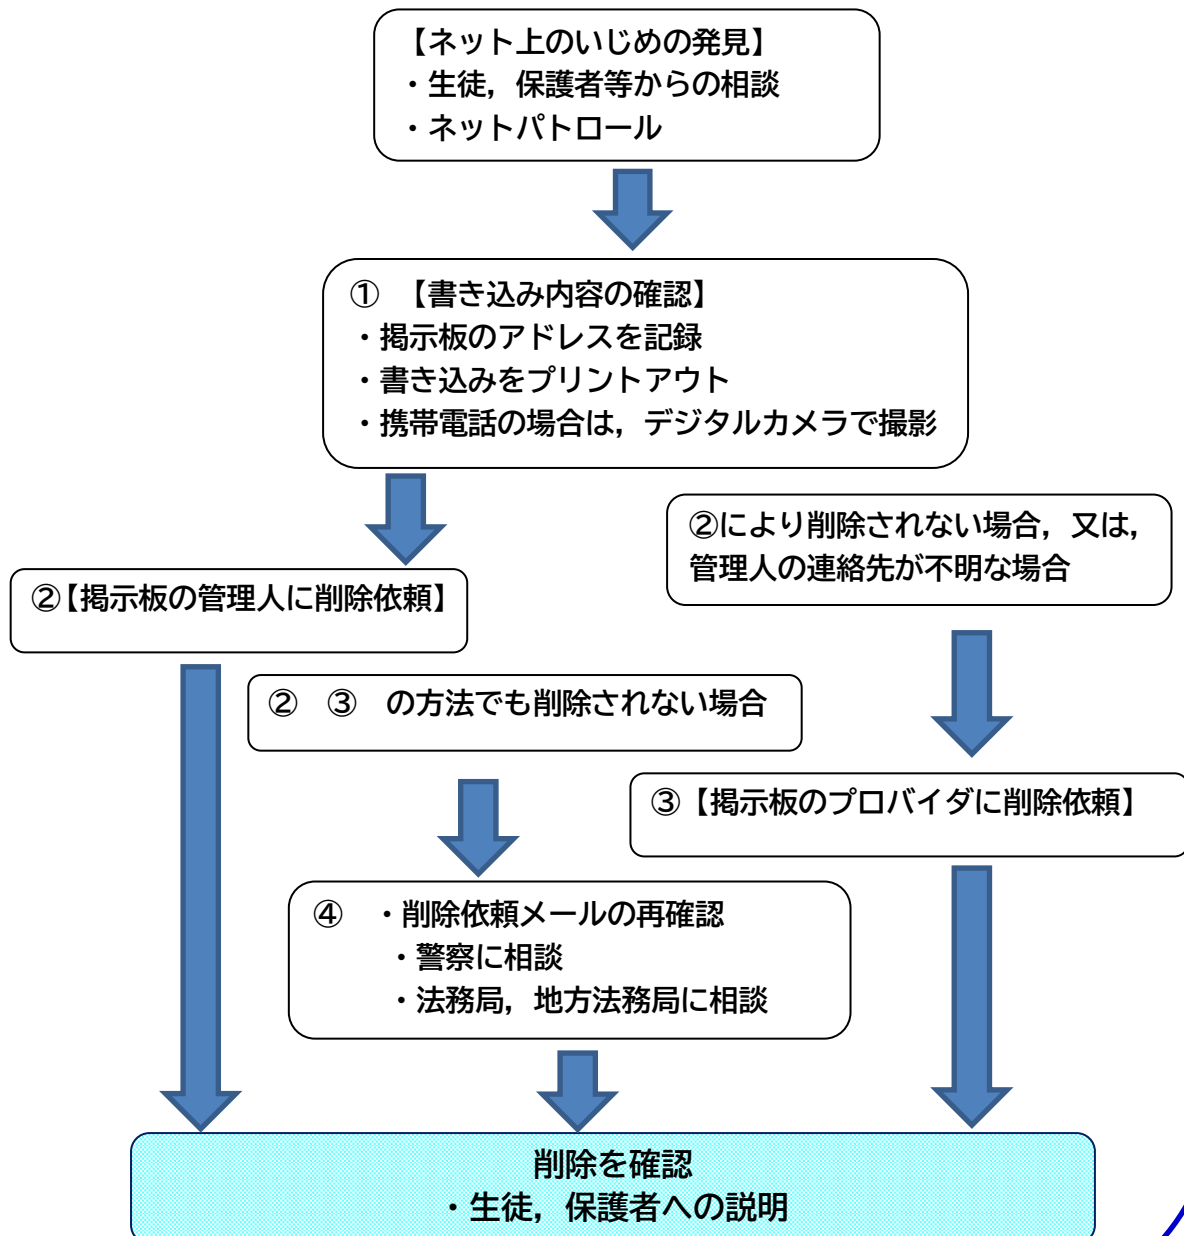 【ネット上のいじめの発見】
・生徒，保護者等からの相談
・ネットパトロール
① 【書き込み内容の確認】
・掲示板のアドレスを記録
・書き込みをプリントアウト
・携帯電話の場合は，デジタルカメラで撮影
②により削除されない場合，又は，
管理人の連絡先が不明な場合
②【掲示板の管理人に削除依頼】
② ③ の方法でも削除されない場合
③【掲示板のプロバイダに削除依頼】
④ ・削除依頼メールの再確認
・警察に相談
・法務局，地方法務局に相談
削除を確認
・生徒，保護者への説明